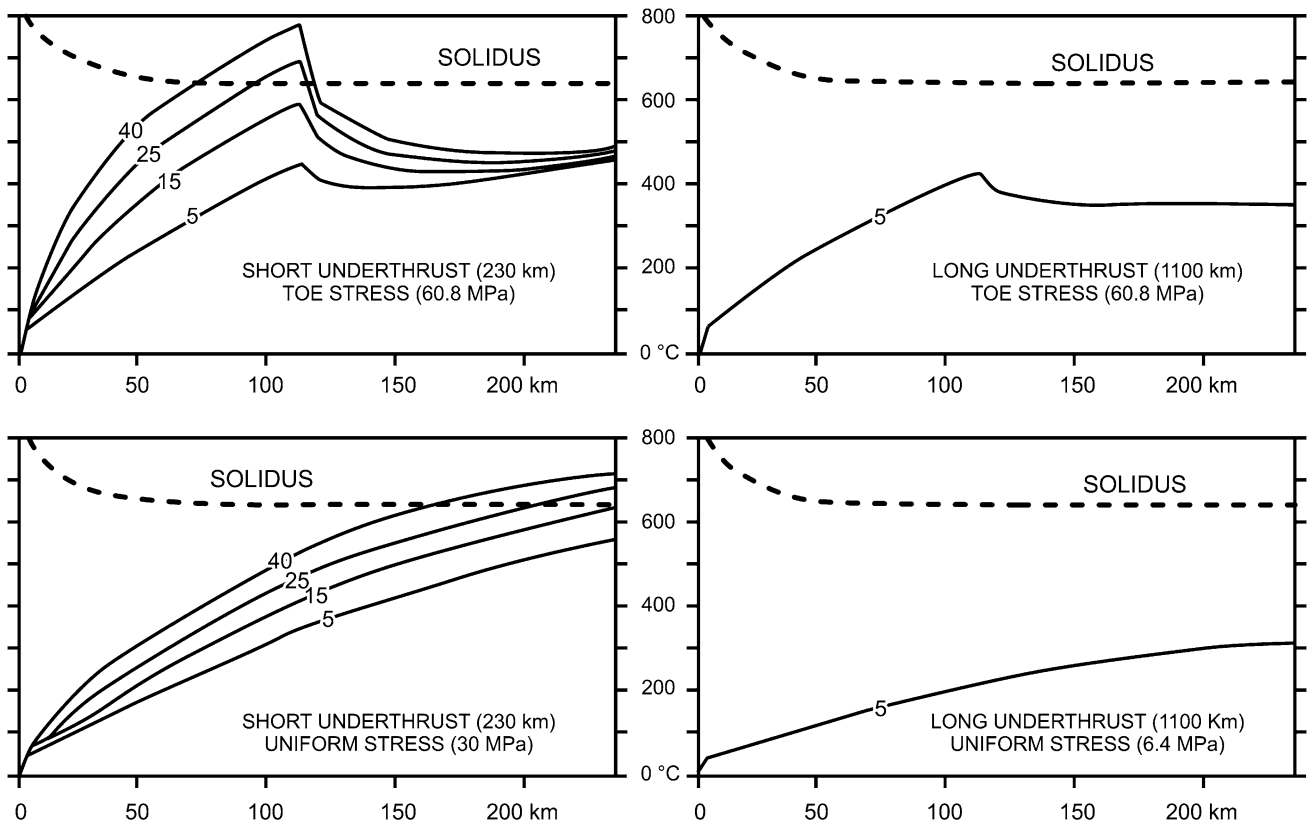 SOLIDUS
40
25
15
5
SHORT UNDERTHRUST (230 km)
TOE STRESS (60.8 MPa)
0 50 100 150 200 km
800
600
400
200
0 °C
SOLIDUS
5
LONG UNDERTHRUST (1100 km)
TOE STRESS (60.8 MPa)
0 50 100 150 200 km
SOLIDUS
40
25
15
5
SHORT UNDERTHRUST (230 km)
UNIFORM STRESS (30 MPa)
0 50 100 150 200 km
800
600
400
200
0 °C
SOLIDUS
5
LONG UNDERTHRUST (1100 Km)
UNIFORM STRESS (6.4 MPa)
0 50 100 150 200 km